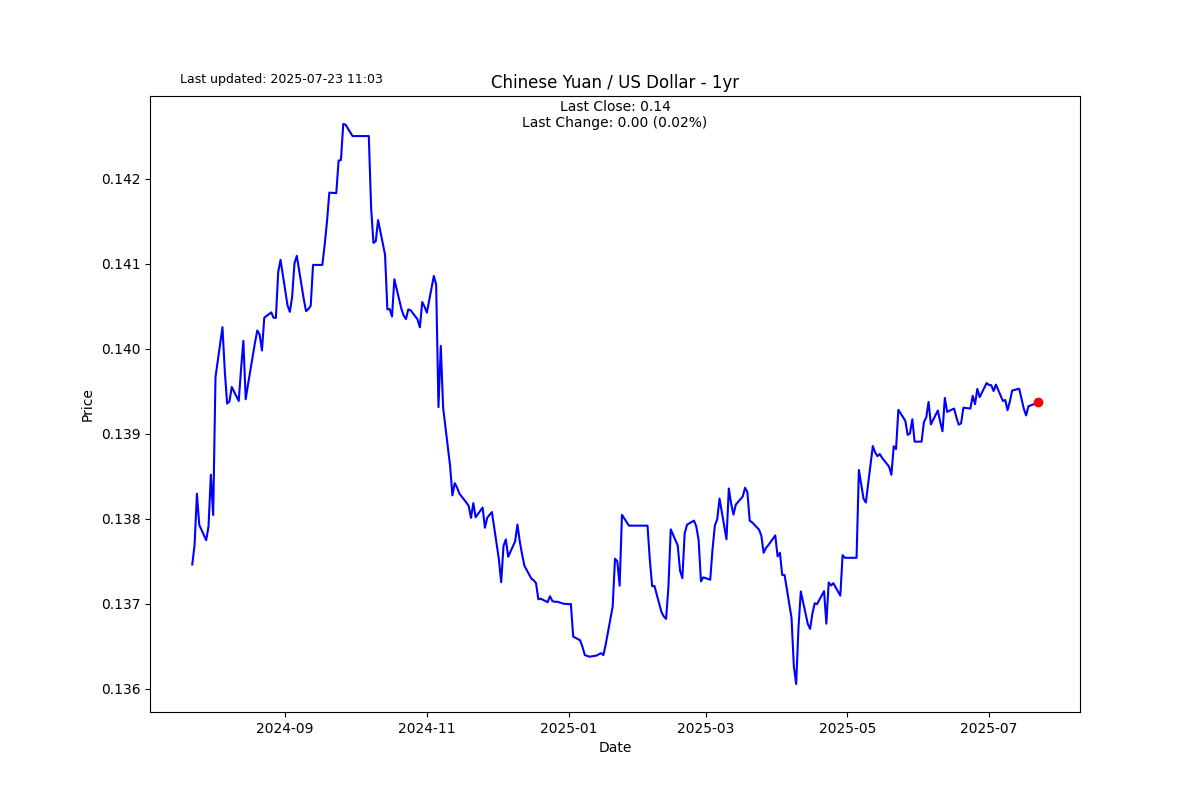 Last updated: 2025-07-23 11:03
Chinese Yuan / US Dollar - 1yr
Last Close: 0.14
Last Change: 0.00 (0.02%)
Price
0.142
0.141
0.140
0.139
0.138
0.137
0.136
2024-09
2024-11
2025-01
2025-03
2025-05
2025-07
Date